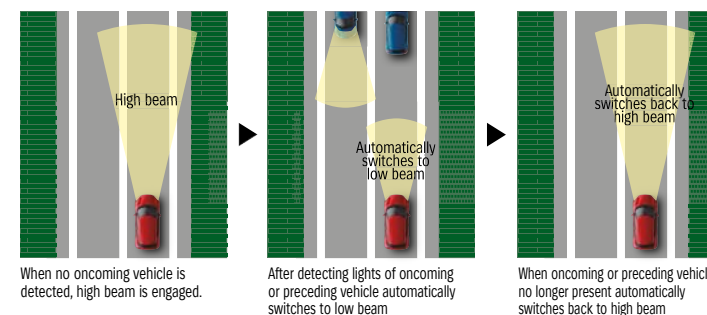 High beam
When no oncoming vehicle is
detected, high beam is engaged.
Automatically
switches to
low beam
After detecting lights of oncoming
or preceding vehicle automatically
switches to low beam
Automatically
switches back to
high beam
When oncoming or preceding vehicl
no longer present automatically
switches back to high beam